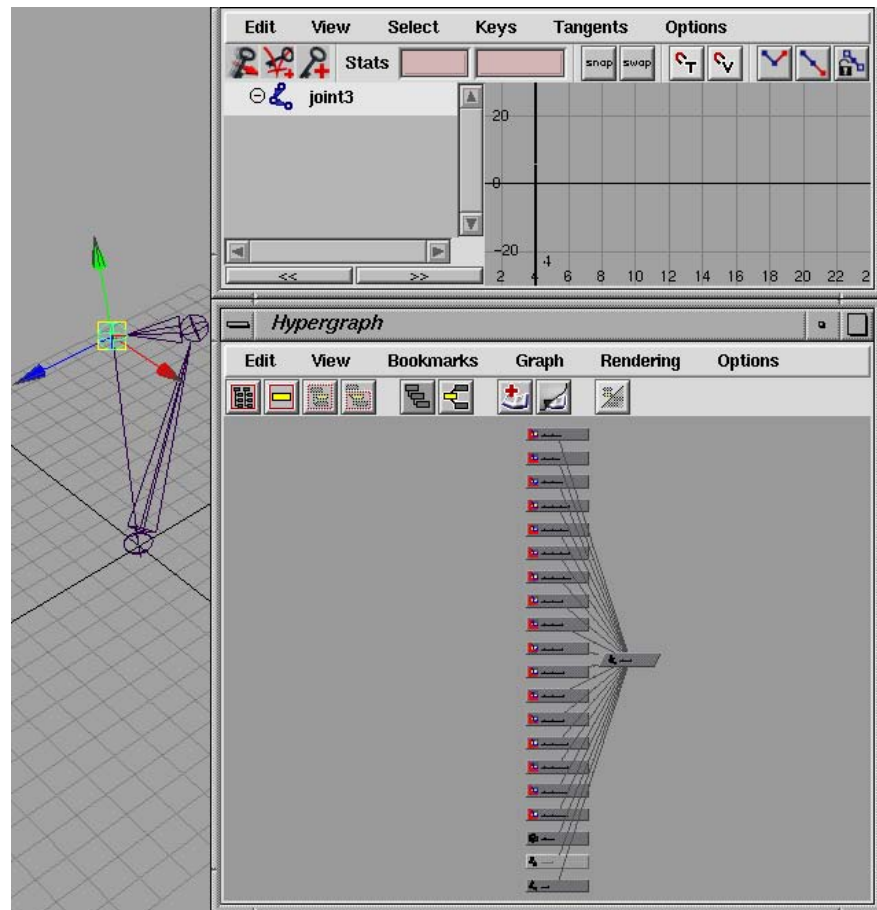 Edit View Select Keys Tangents Options
Stats snap swap T V
joint3
20
0
-20
4
<< >>
2 4 6 8 10 12 14 16 18 20 22 2
Hypergraph
Edit View Bookmarks Graph Rendering Options